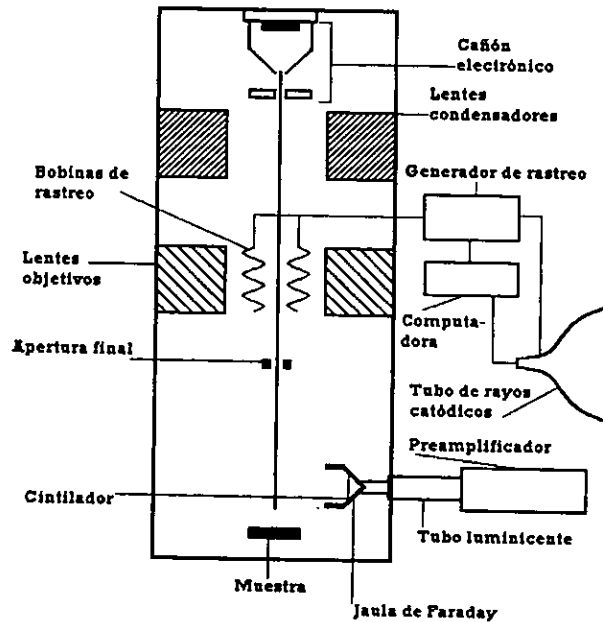 Cañón
electrónico
Lentes
condensadores
Bobinas de
rastreo
Generador de rastreo
Lentes
objetivos
Computa-
dora
Apertura final
Tubo de rayos
catódicos
Preamplificador
Cintilador
Tubo luminicente
Muestra
Jaula de Faraday